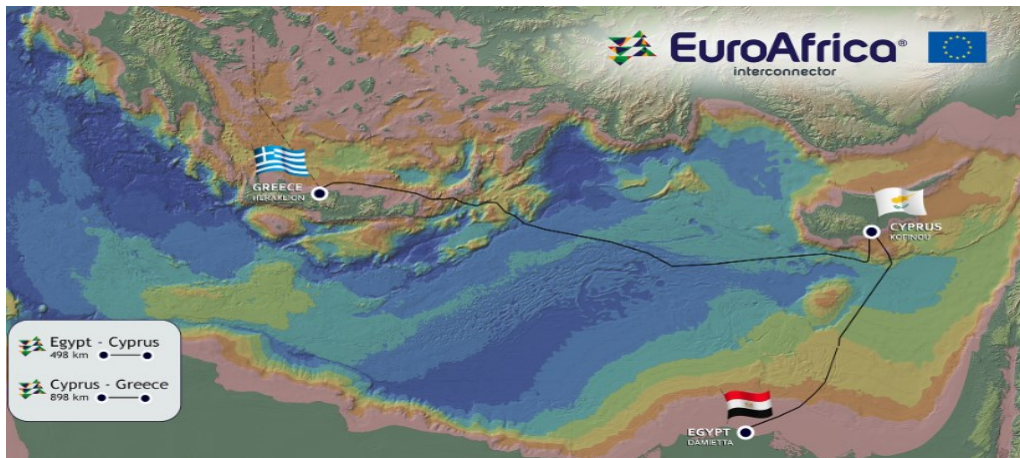 EuroAfrica®
interconnector
GREECE
HERAKLION
CYPRUS
KOFINOU
Egypt - Cyprus
498 km
Cyprus - Greece
898 km
EGYPT
DAMIETTA